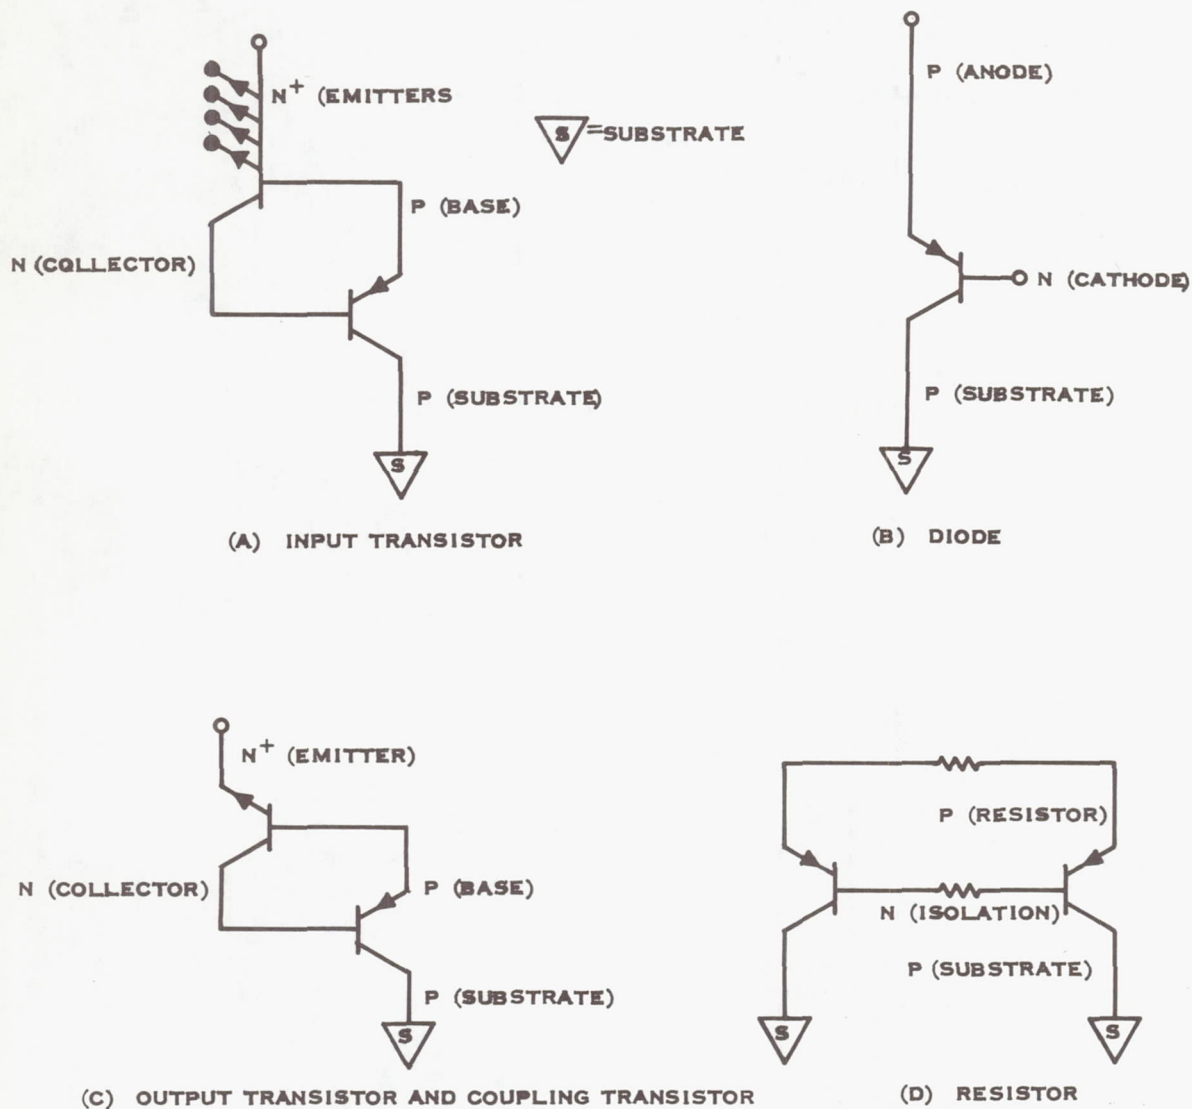 N+ (EMITTERS
S =SUBSTRATE
P (BASE)
N (COLLECTOR)
P (SUBSTRATE)
S
(A) INPUT TRANSISTOR
P (ANODE)
N (CATHODE)
P (SUBSTRATE)
S
(B) DIODE
N+ (EMITTER)
N (COLLECTOR)
P (BASE)
P (SUBSTRATE)
S
(C) OUTPUT TRANSISTOR AND COUPLING TRANSISTOR
P (RESISTOR)
N (ISOLATION)
P (SUBSTRATE)
S
S
(D) RESISTOR